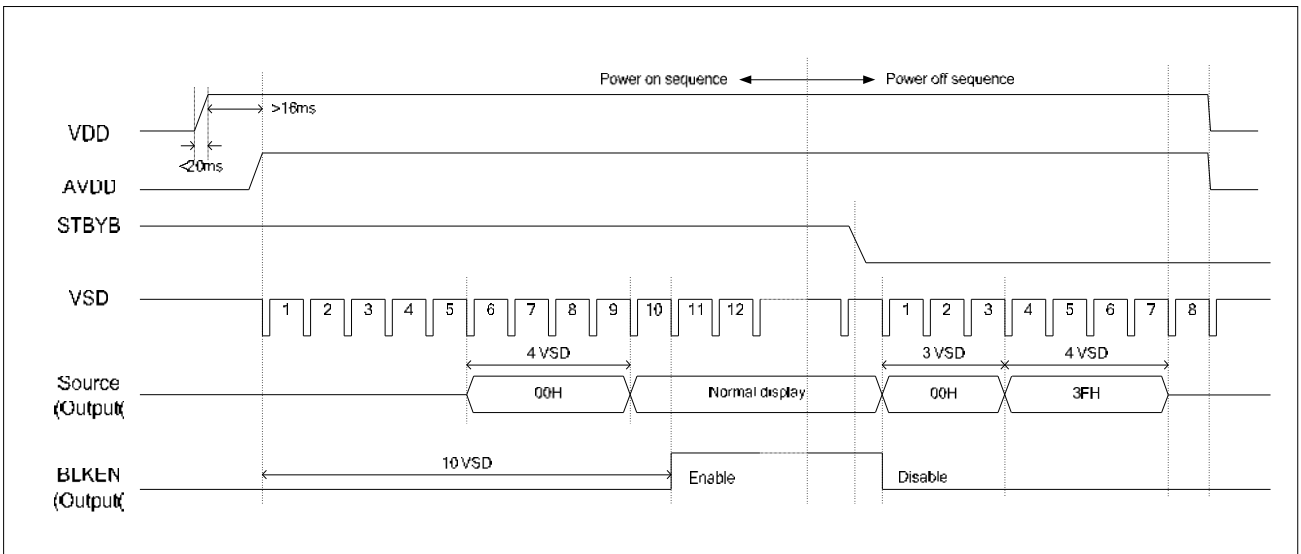 Power on sequence Power off sequence
>16ms
VDD
<20ms
AVDD
STBYB
VSD 1 2 3 4 5 6 7 8 9 10 11 12 1 2 3 4 5 6 7 8
4 VSD 3 VSD 4 VSD
Source 00H Normal display 00H 3FH
(Output(
10 VSD
BLKEN Enable Disable
(Output(